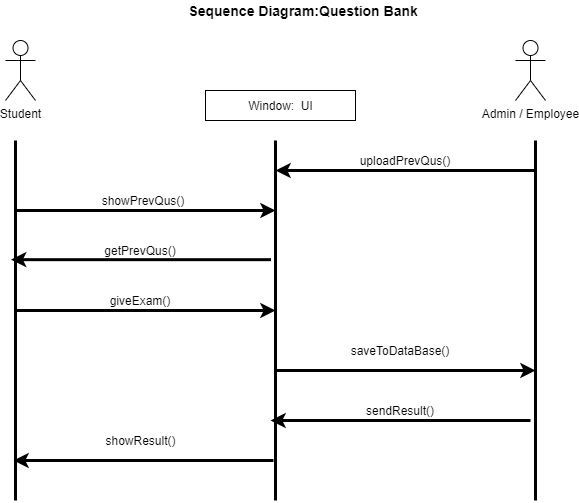 Sequence Diagram:Question Bank
Student
Window: UI
Admin / Employee
uploadPrevQus()
showPrevQus()
getPrevQus()
giveExam()
saveToDataBase()
sendResult()
showResult()